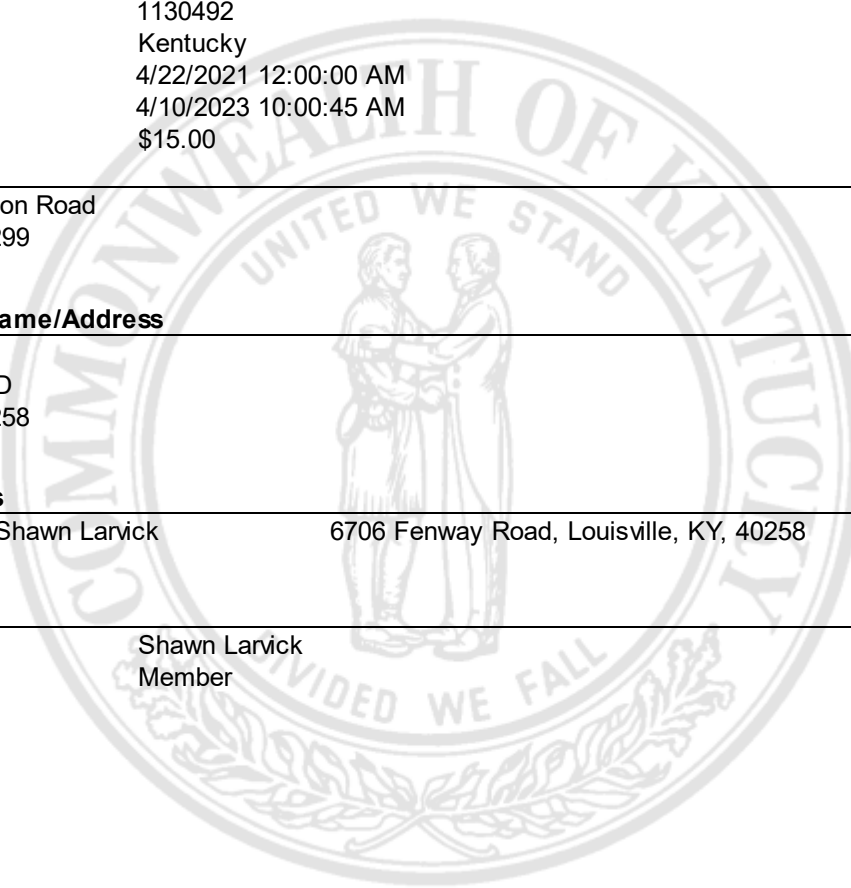 1130492
Kentucky
4/22/2021 12:00:00 AM
4/10/2023 10:00:45 AM
$15.00
on Road
299
ame/Address
D
258
s
Shawn Larvick 6706 Fenway Road, Louisville, KY, 40258
Shawn Larvick
Member
COMMONWEALTH OF KENTUCKY
UNITED WE STAND
DIVIDED WE FALL